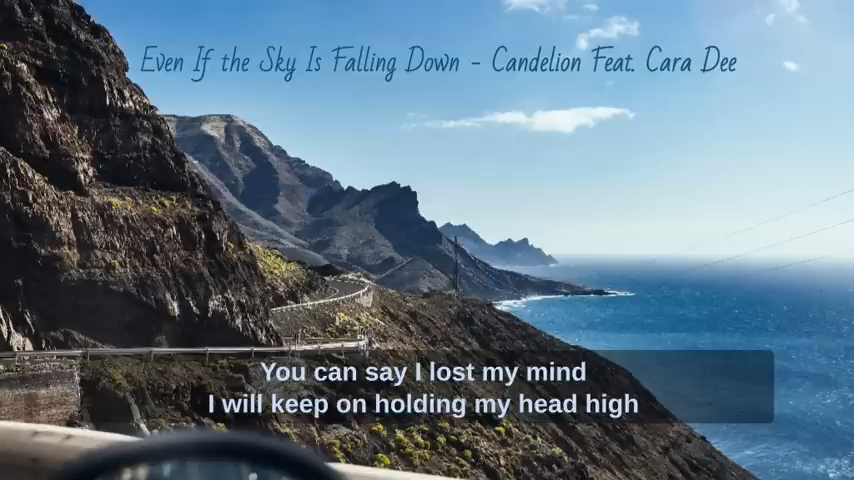 Even If the Sky Is Falling Down - Candelion Feat. Cara Dee
You can say I lost my mind
I will keep on holding my head high